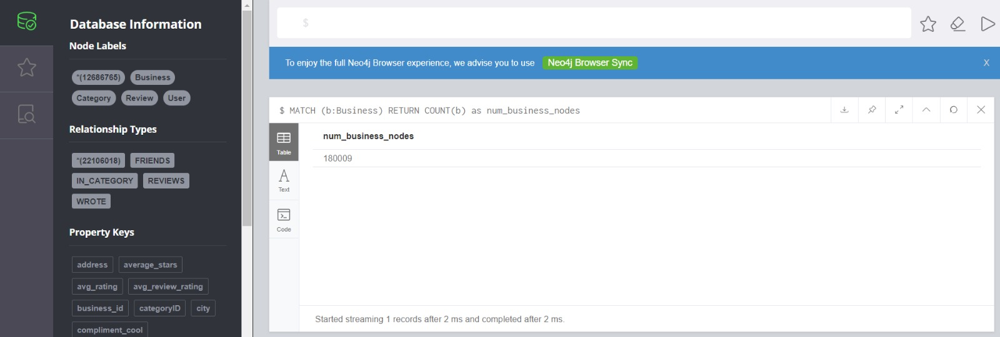 Database Information
Node Labels
*(12686765) Business
Category Review User
Relationship Types
*(22106018) FRIENDS
IN_CATEGORY REVIEWS
WROTE
Property Keys
address average_stars
avg_rating avg_review_rating
business_id categoryID city
compliment_cool
$
To enjoy the full Neo4j Browser experience, we advise you to use Neo4j Browser Sync X
$ MATCH (b:Business) RETURN COUNT(b) as num_business_nodes
Table
Text
Code
num_business_nodes
180009
Started streaming 1 records after 2 ms and completed after 2 ms.